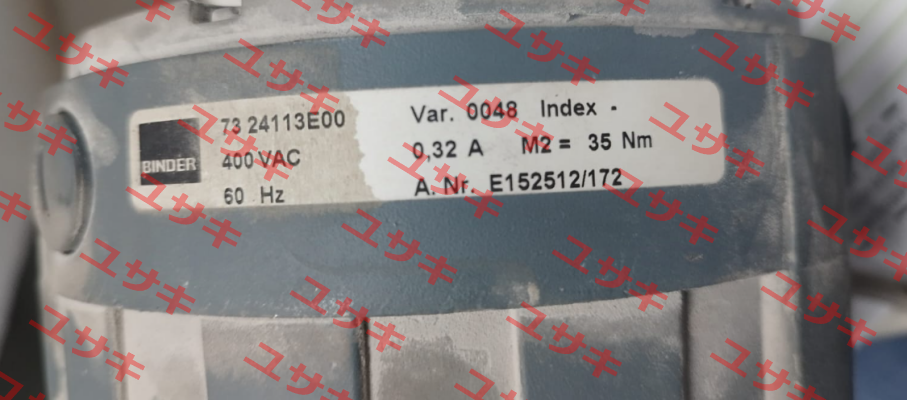 BINDER
73 24113E00
400 VAC
60 Hz
Var. 0048 Index -
0,32 A M2 = 35 Nm
A. Nr. E152512/172
ユサキ